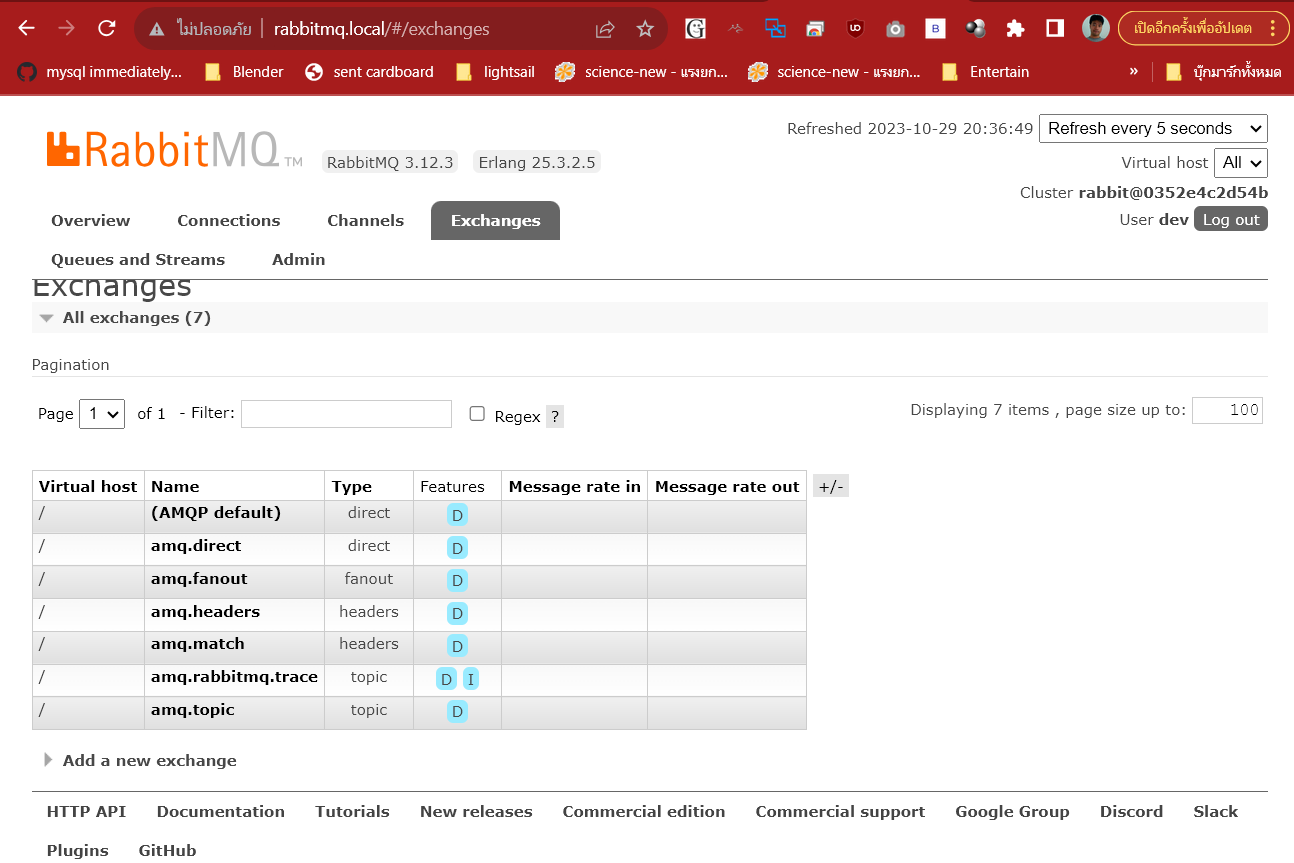 ไม่ปลอดภัย rabbitmq.local/#/exchanges เปิดอีกครั้งเพื่ออัปเดต
mysql immediately... Blender sent cardboard lightsail science-new - แรงยก... science-new - แรงยก... Entertain » บุ๊กมาร์กทั้งหมด
RabbitMQ TM RabbitMQ 3.12.3 Erlang 25.3.2.5
Refreshed 2023-10-29 20:36:49 Refresh every 5 seconds
Virtual host All
Cluster rabbit@0352e4c2d54b
User dev Log out
Overview Connections Channels Exchanges
Queues and Streams Admin
Exchanges
All exchanges (7)
Pagination
Page 1 of 1 - Filter: Regex ? Displaying 7 items , page size up to: 100
Virtual host Name Type Features Message rate in Message rate out +/-
/ (AMQP default) direct D
/ amq.direct direct D
/ amq.fanout fanout D
/ amq.headers headers D
/ amq.match headers D
/ amq.rabbitmq.trace topic D I
/ amq.topic topic D
Add a new exchange
HTTP API Documentation Tutorials New releases Commercial edition Commercial support Google Group Discord Slack
Plugins GitHub